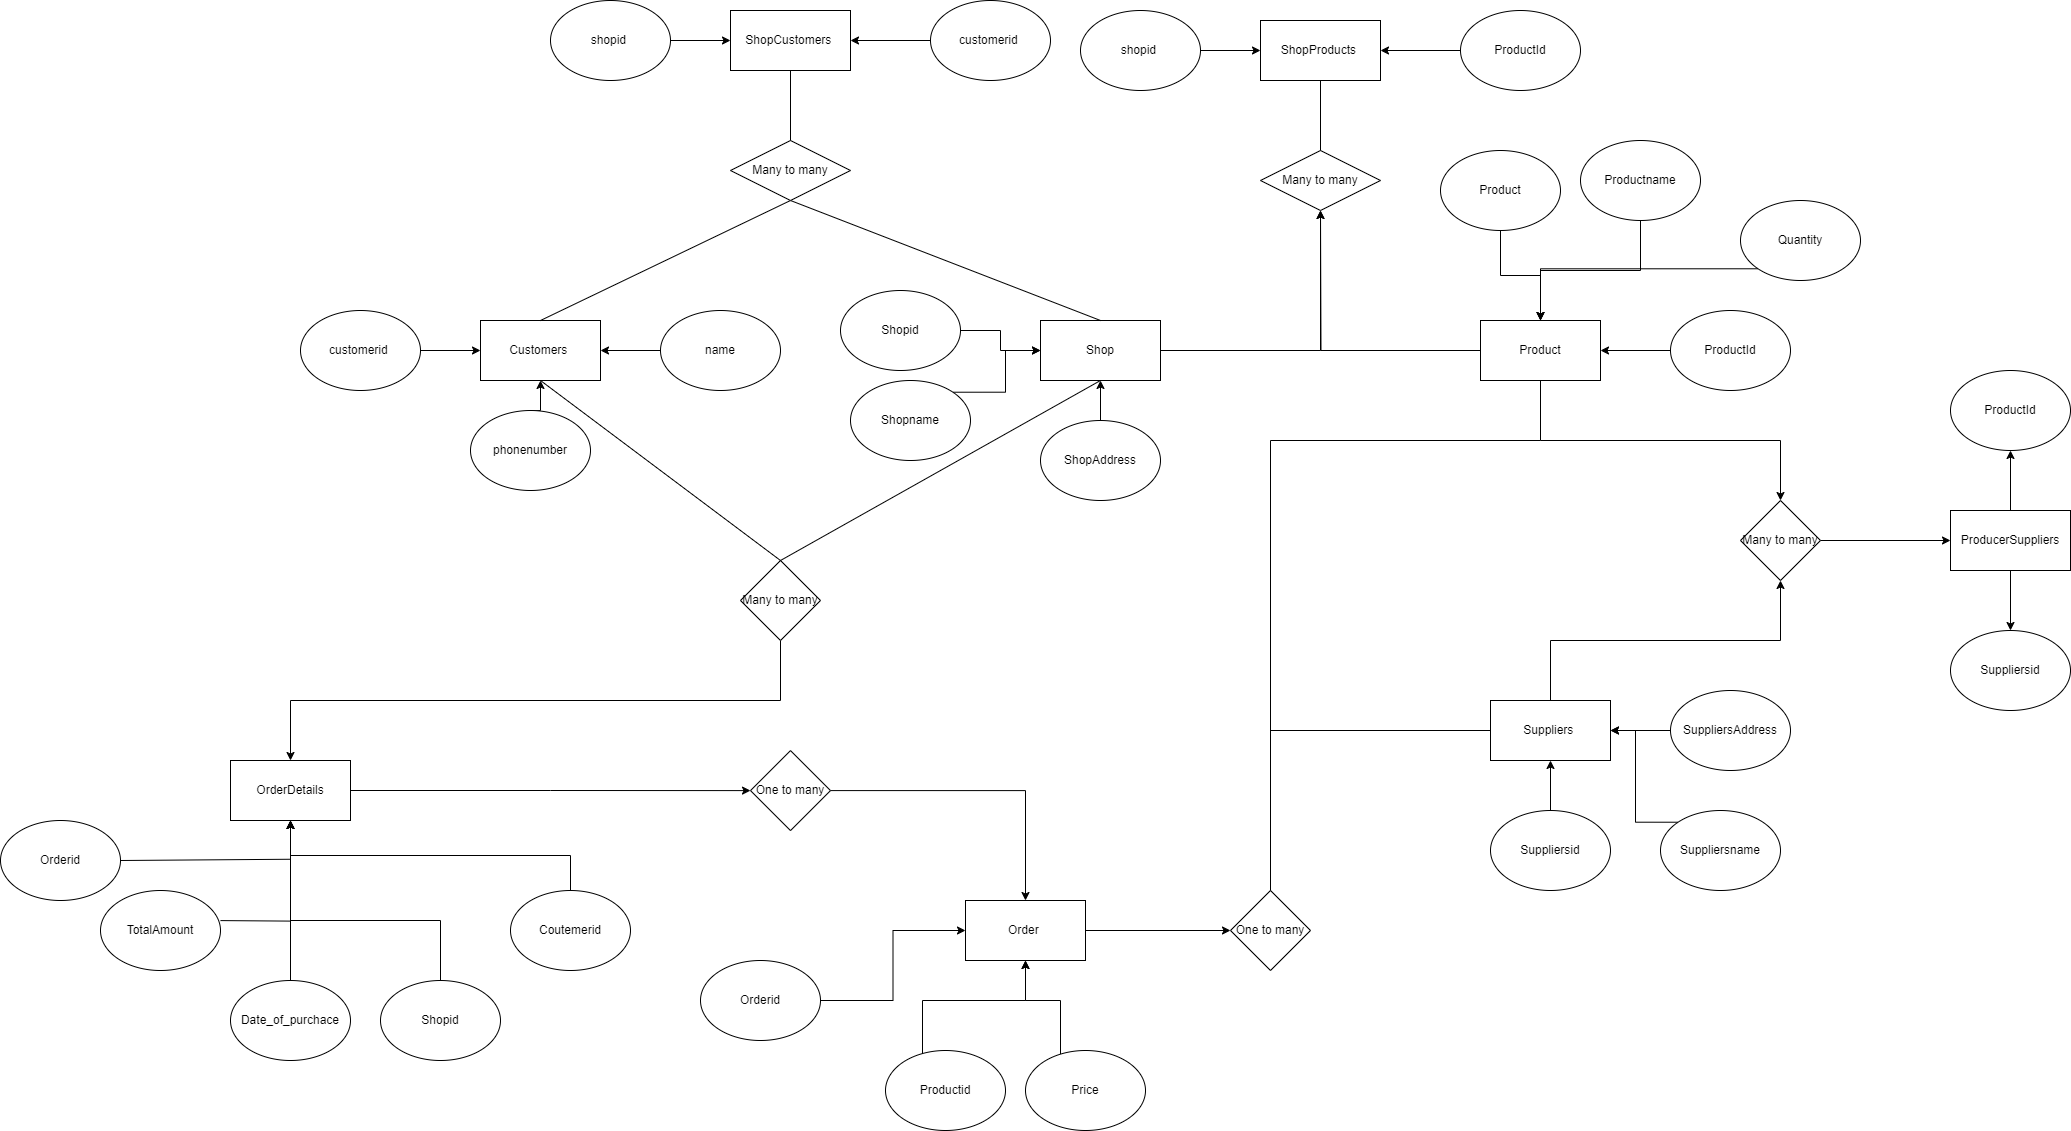 shopid
ShopCustomers
customerid
shopid
ShopProducts
ProductId
Many to many
Many to many
Product
Productname
Quantity
customerid
Customers
name
Shopid
Shop
Product
ProductId
Shopname
phonenumber
ShopAddress
ProductId
Many to many
ProducerSuppliers
Many to many
Suppliersid
Suppliers
SuppliersAddress
OrderDetails
One to many
Suppliersid
Suppliersname
Orderid
TotalAmount
Coutemerid
Order
One to many
Date_of_purchace
Shopid
Orderid
Productid
Price